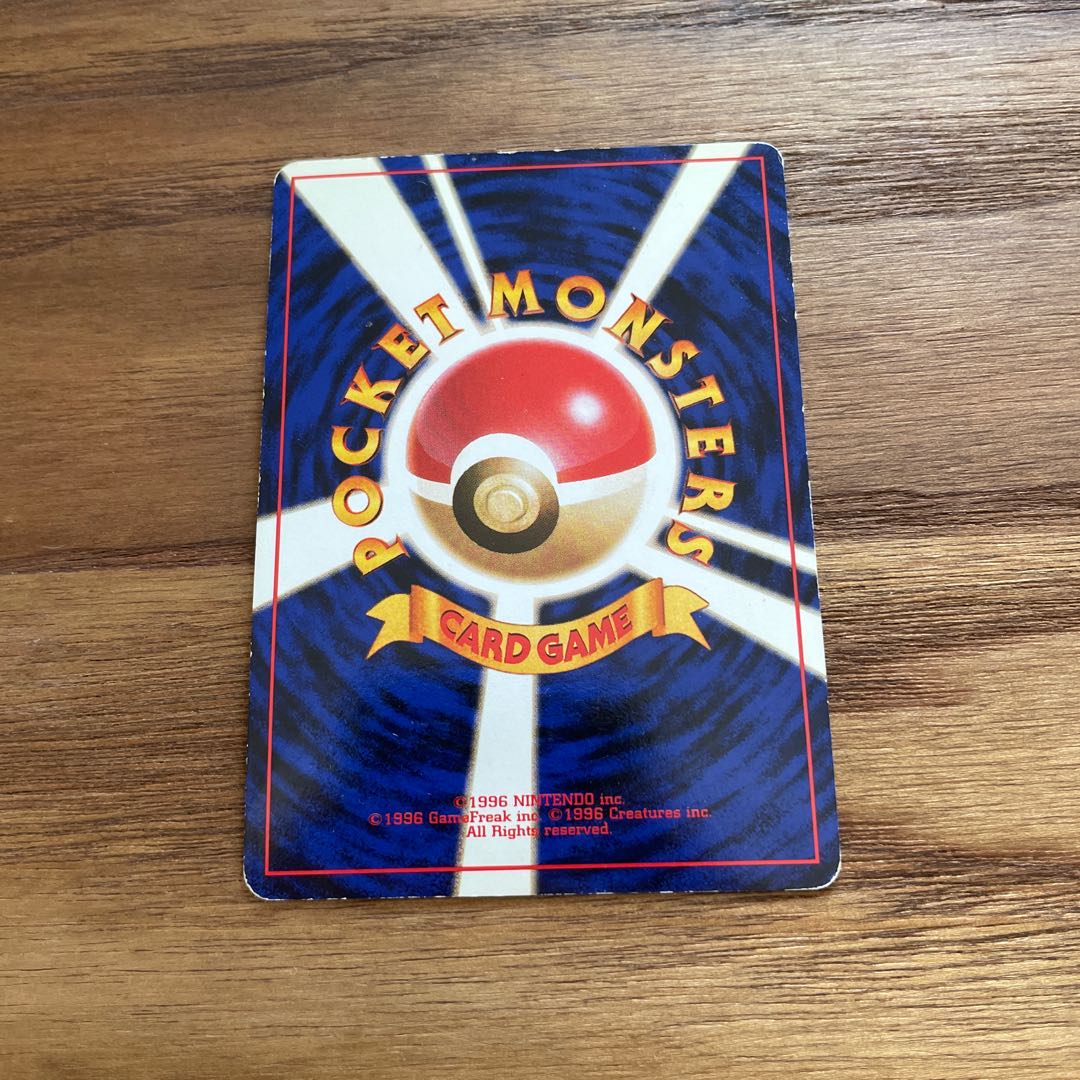 POCKET MONSTERS
CARD GAME
©1996 NINTENDO inc.
©1996 GameFreak inc. ©1996 Creatures inc.
All Rights reserved.